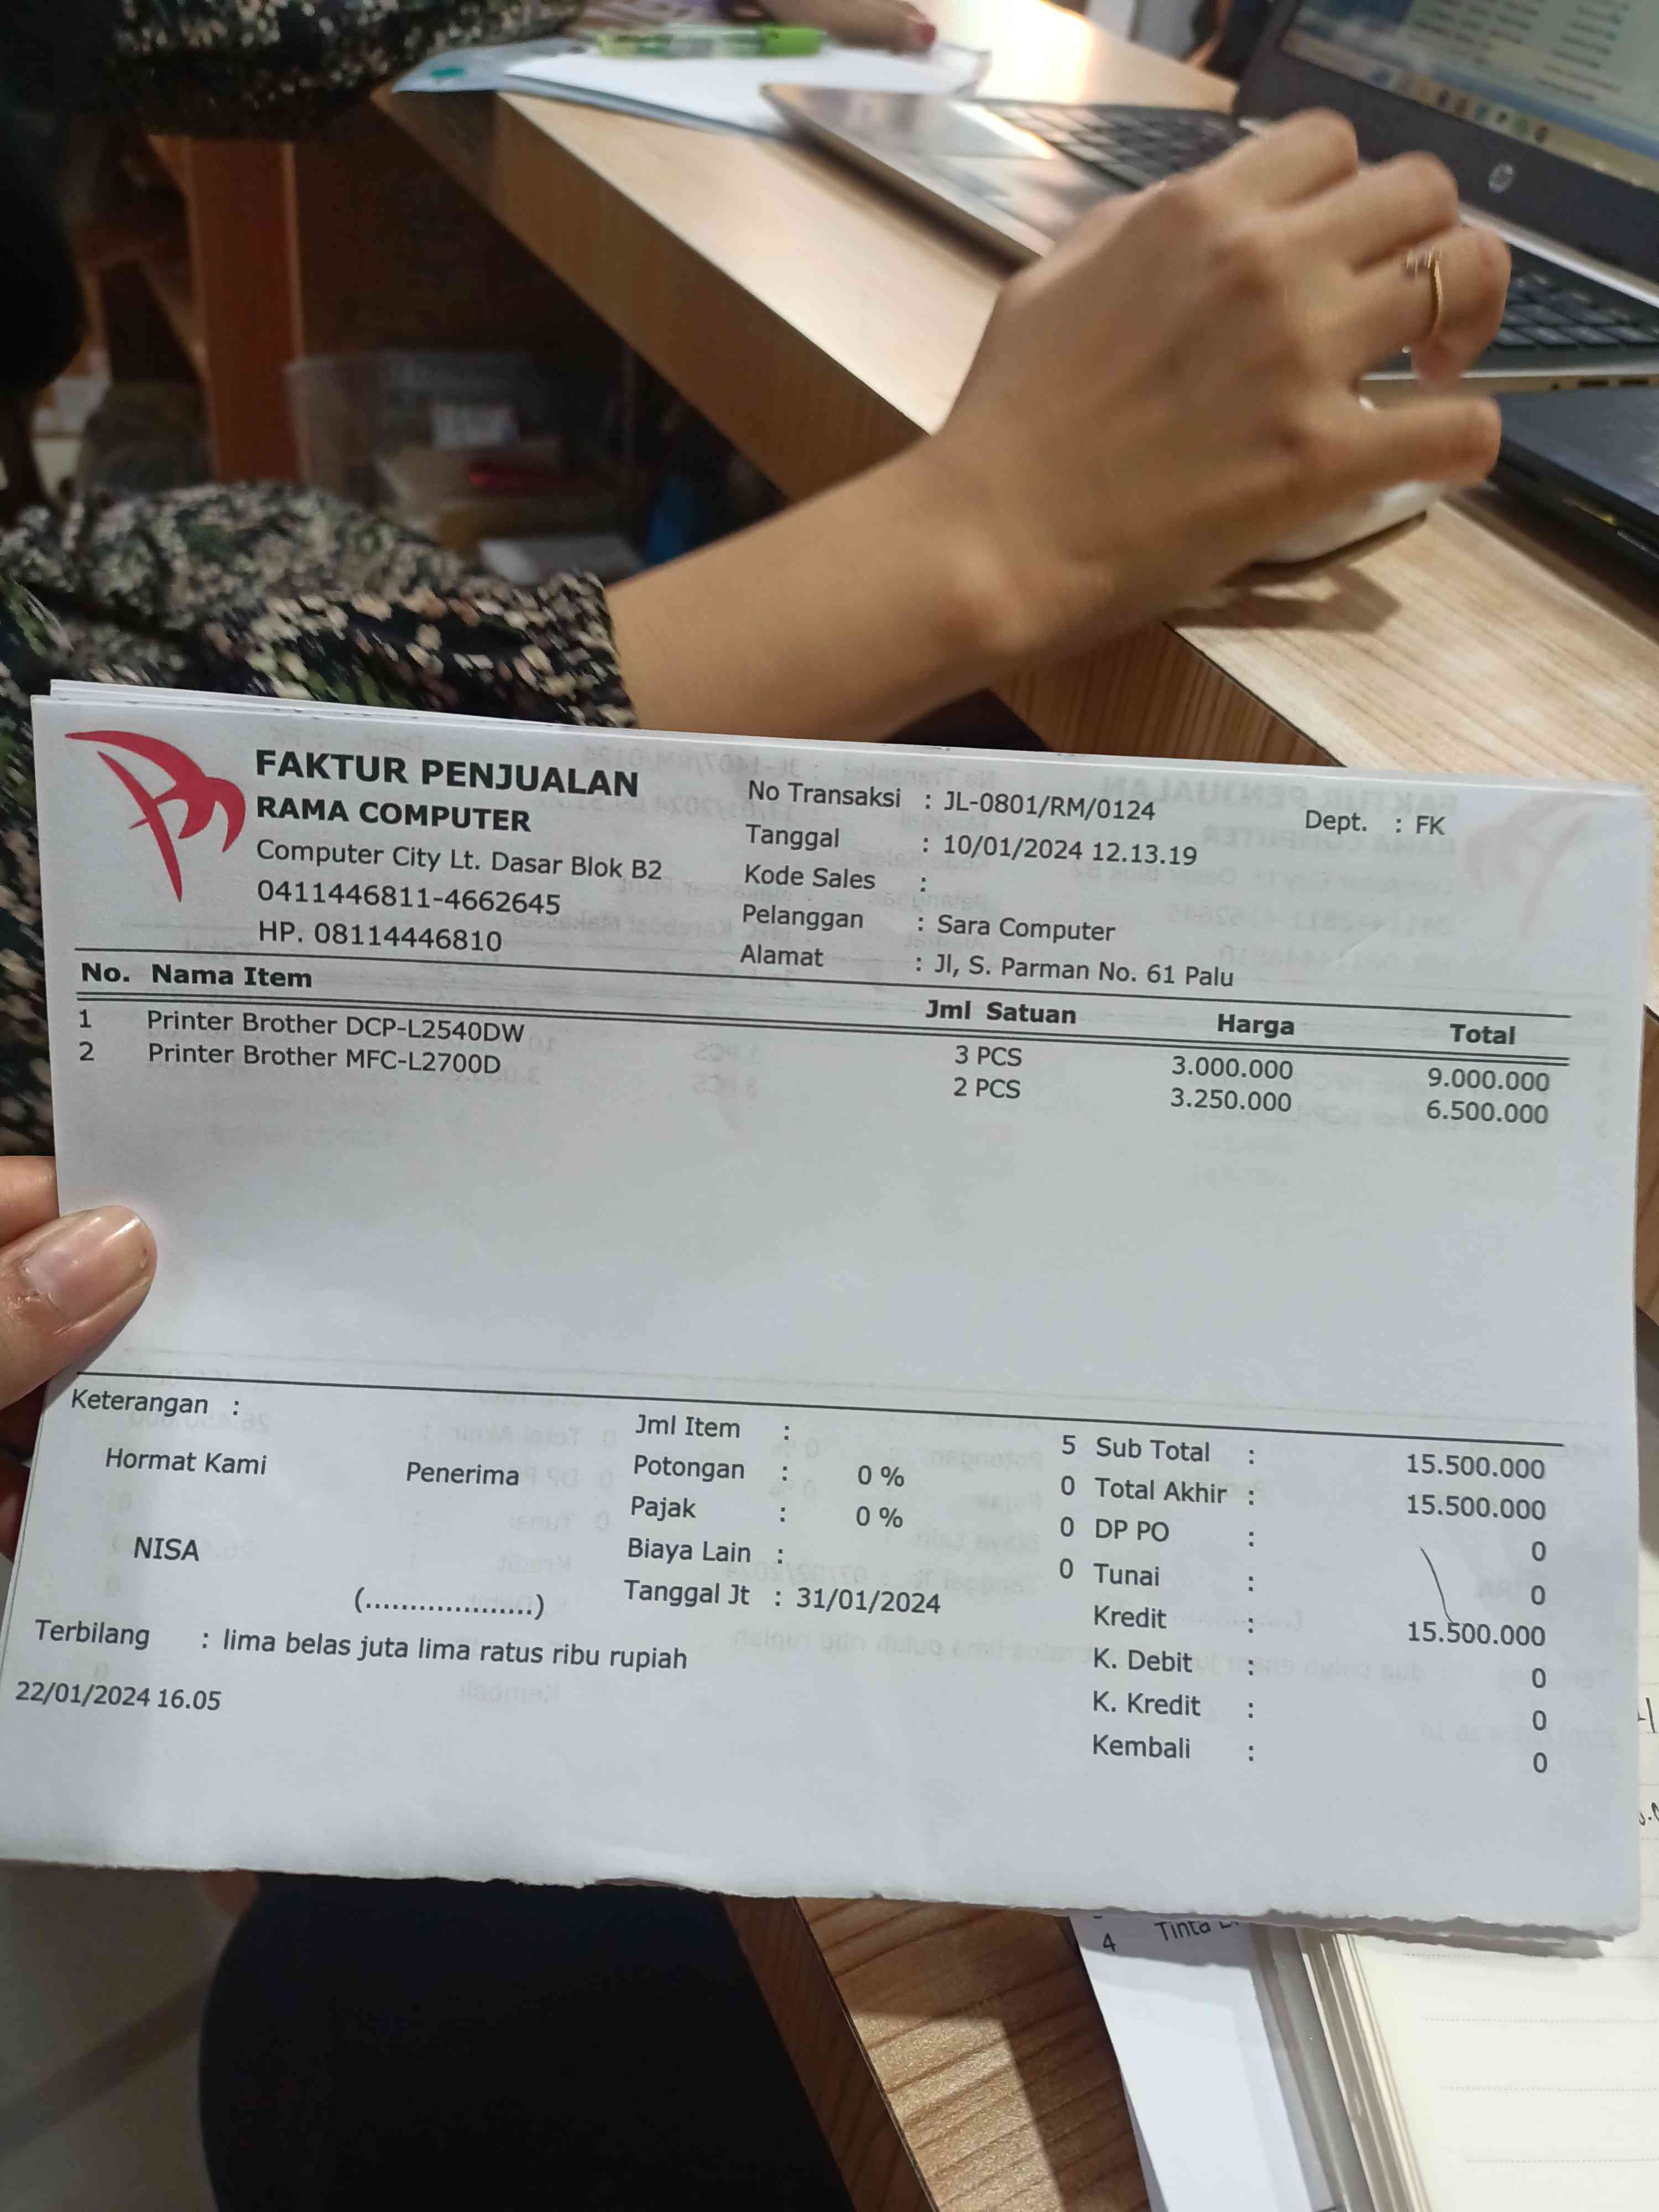 FAKTUR PENJUALAN
RAMA COMPUTER
Computer City Lt. Dasar Blok B2
0411446811-4662645
HP. 08114446810
No Transaksi : JL-0801/RM/0124
Dept. : FK
Tanggal : 10/01/2024 12.13.19
Kode Sales :
Pelanggan : Sara Computer
Alamat : Jl, S. Parman No. 61 Palu
No. Nama Item Jml Satuan Harga Total
1 Printer Brother DCP-L2540DW 3 PCS 3.000.000 9.000.000
2 Printer Brother MFC-L2700D 2 PCS 3.250.000 6.500.000
Keterangan :
Hormat Kami Penerima
NISA
(...................)
Jml Item : 5
Potongan : 0 % 0
Pajak : 0 % 0
Biaya Lain : 0
Tanggal Jt : 31/01/2024
Sub Total : 15.500.000
Total Akhir : 15.500.000
DP PO : 0
Tunai : 0
Kredit : 15.500.000
K. Debit : 0
K. Kredit : 0
Kembali : 0
Terbilang : lima belas juta lima ratus ribu rupiah
22/01/2024 16.05
4 Tinta
hp